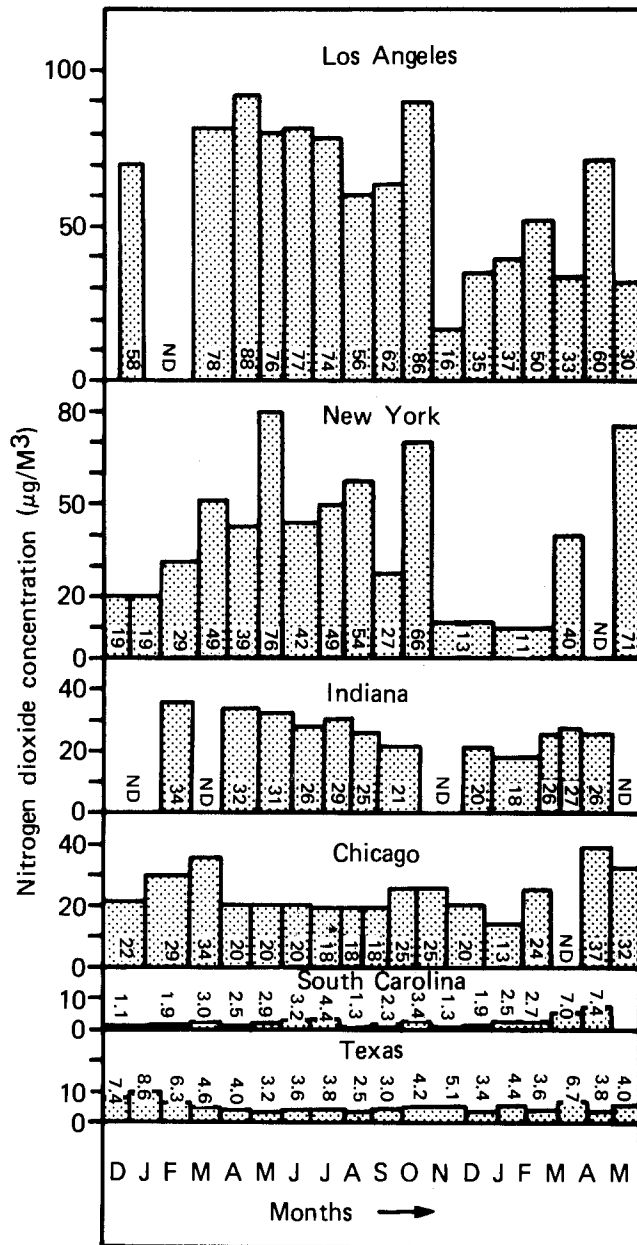 Nitrogen dioxide concentration (µg/M³)
Los Angeles
100
50
0
58 ND 78 88 76 77 74 56 62 86 16 35 37 50 33 60 30
New York
80
50
20
0
19 19 29 49 39 76 42 49 54 27 66 13 11 40 ND 71
Indiana
40
20
0
ND 34 ND 32 31 26 29 25 21 ND 20 18 26 27 26 ND
Chicago
40
20
0
22 29 34 20 20 20 18 18 18 25 25 20 13 24 ND 37 32
South Carolina
10
0
1.1 1.9 3.0 2.5 2.9 3.2 4.4 1.3 2.3 3.4 1.3 1.9 2.5 2.7 7.0 7.4
Texas
10
0
7.4 8.6 6.3 4.6 4.0 3.2 3.6 3.8 2.5 3.0 4.2 5.1 3.4 4.4 3.6 6.7 3.8 4.0
D J F M A M J J A S O N D J F M A M
Months